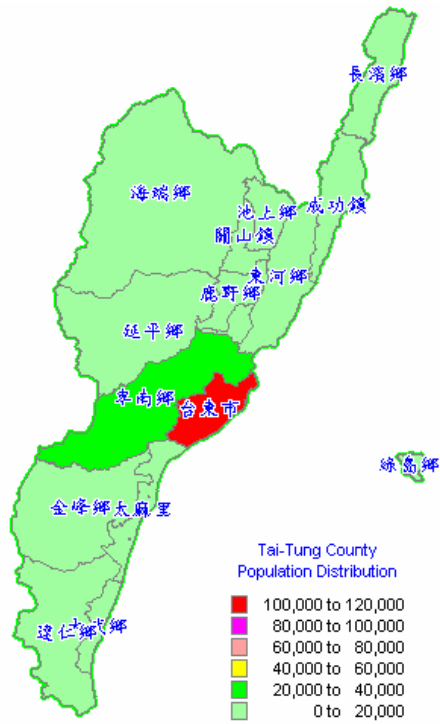 長濱鄉
海端鄉
池上鄉
成功鎮
關山鎮
東河鄉
鹿野鄉
延平鄉
卑南鄉
台東市
綠島鄉
金峰鄉
太麻里
達仁鄉
大武鄉
Tai-Tung County
Population Distribution
100,000 to 120,000
80,000 to 100,000
60,000 to 80,000
40,000 to 60,000
20,000 to 40,000
0 to 20,000